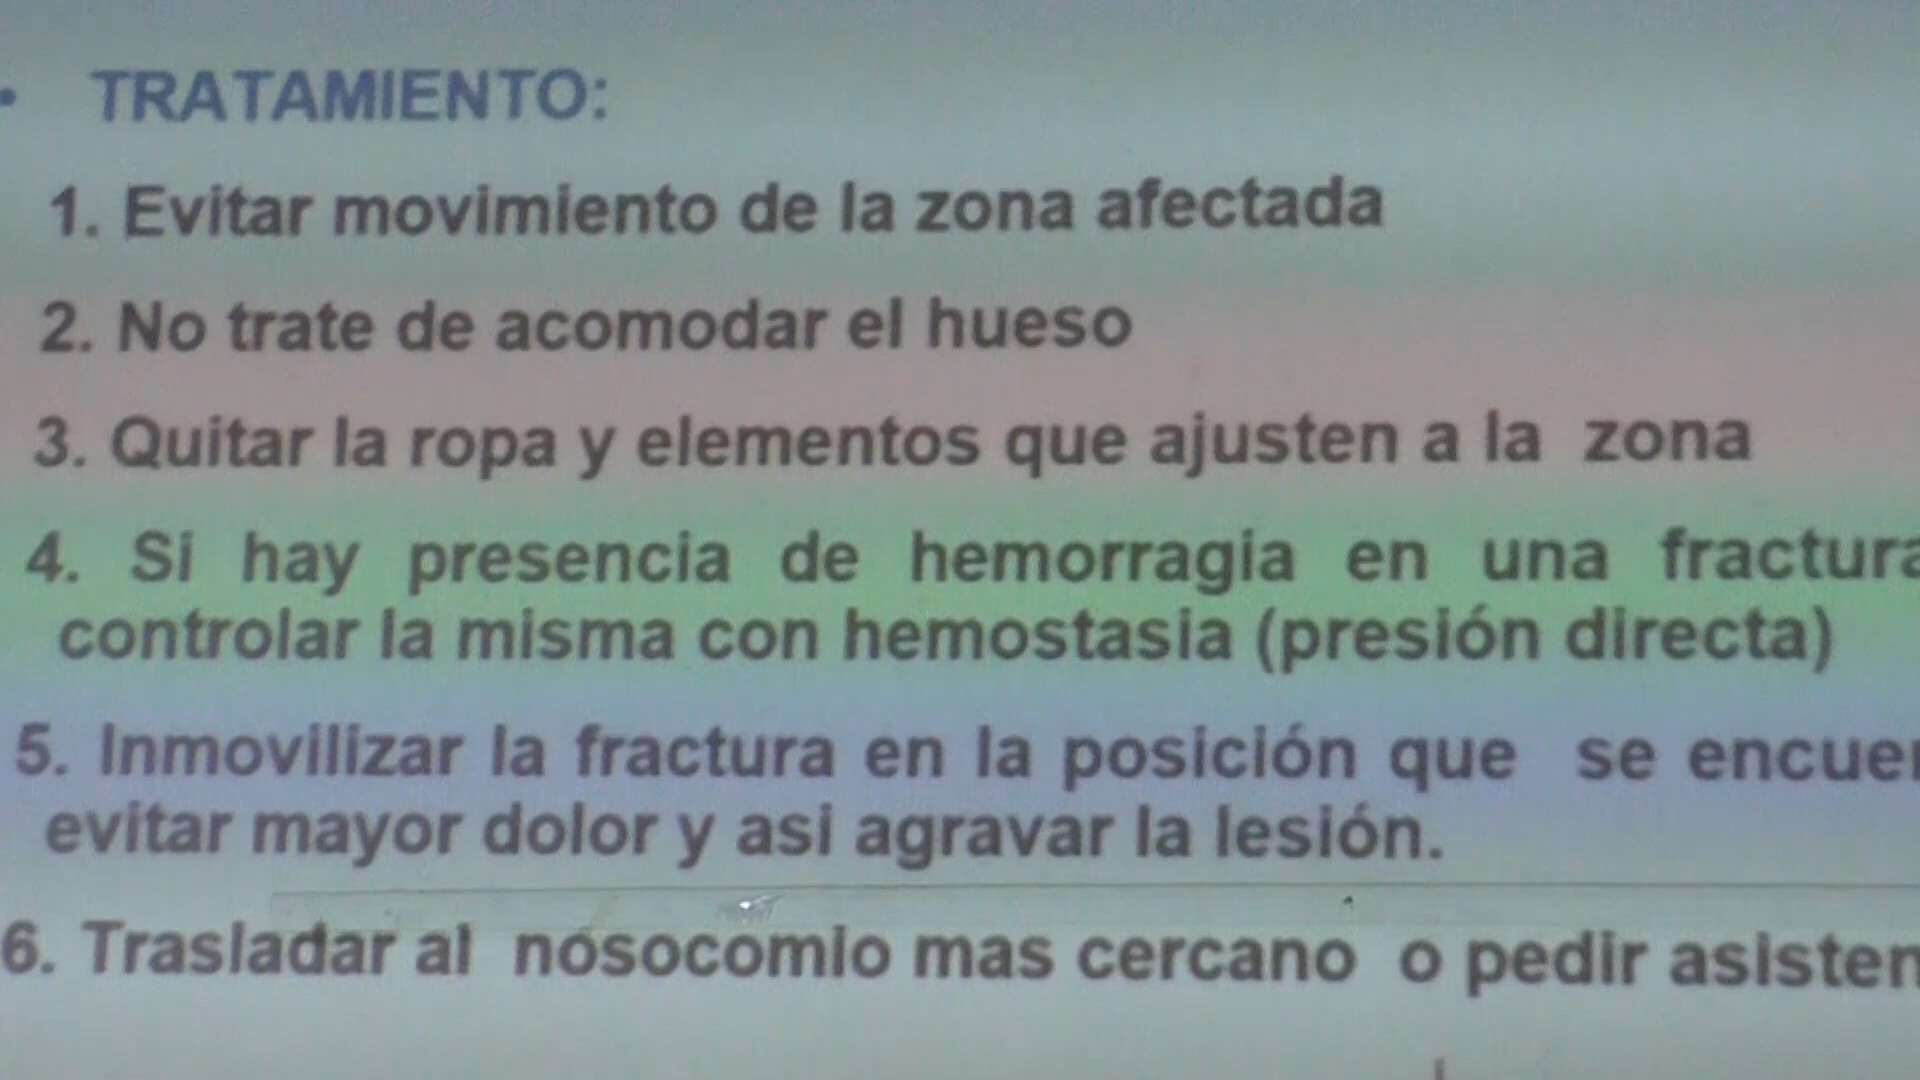 • TRATAMIENTO:
1. Evitar movimiento de la zona afectada
2. No trate de acomodar el hueso
3. Quitar la ropa y elementos que ajusten a la zona
4. Si hay presencia de hemorragia en una fractura
controlar la misma con hemostasia (presión directa)
5. Inmovilizar la fractura en la posición que se
evitar mayor dolor y asi agravar la lesión.
6. Trasladar al nosocomio mas cercano o pedir